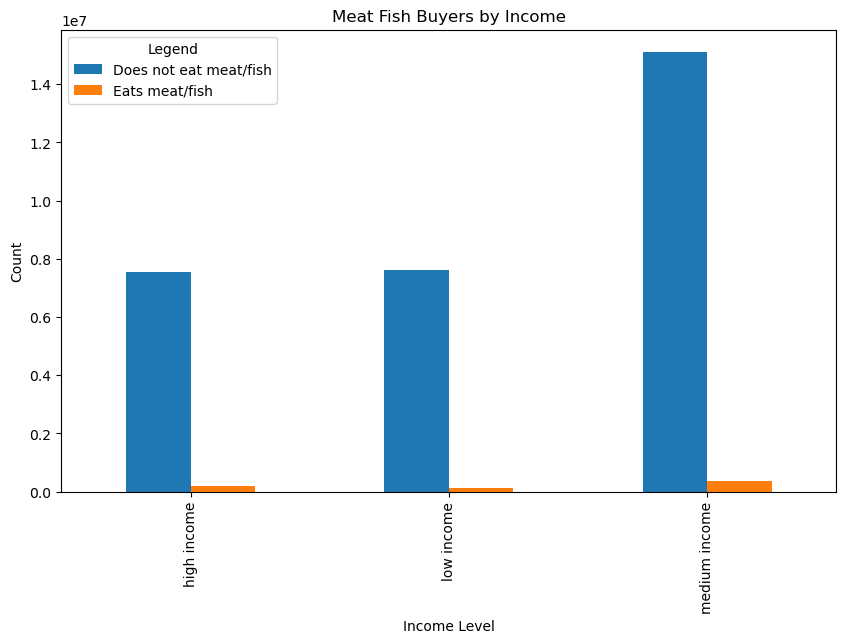 Meat Fish Buyers by Income
1e7
Legend
Does not eat meat/fish
Eats meat/fish
1.4
1.2
1.0
0.8
0.6
0.4
0.2
0.0
Count
high income
low income
medium income
Income Level